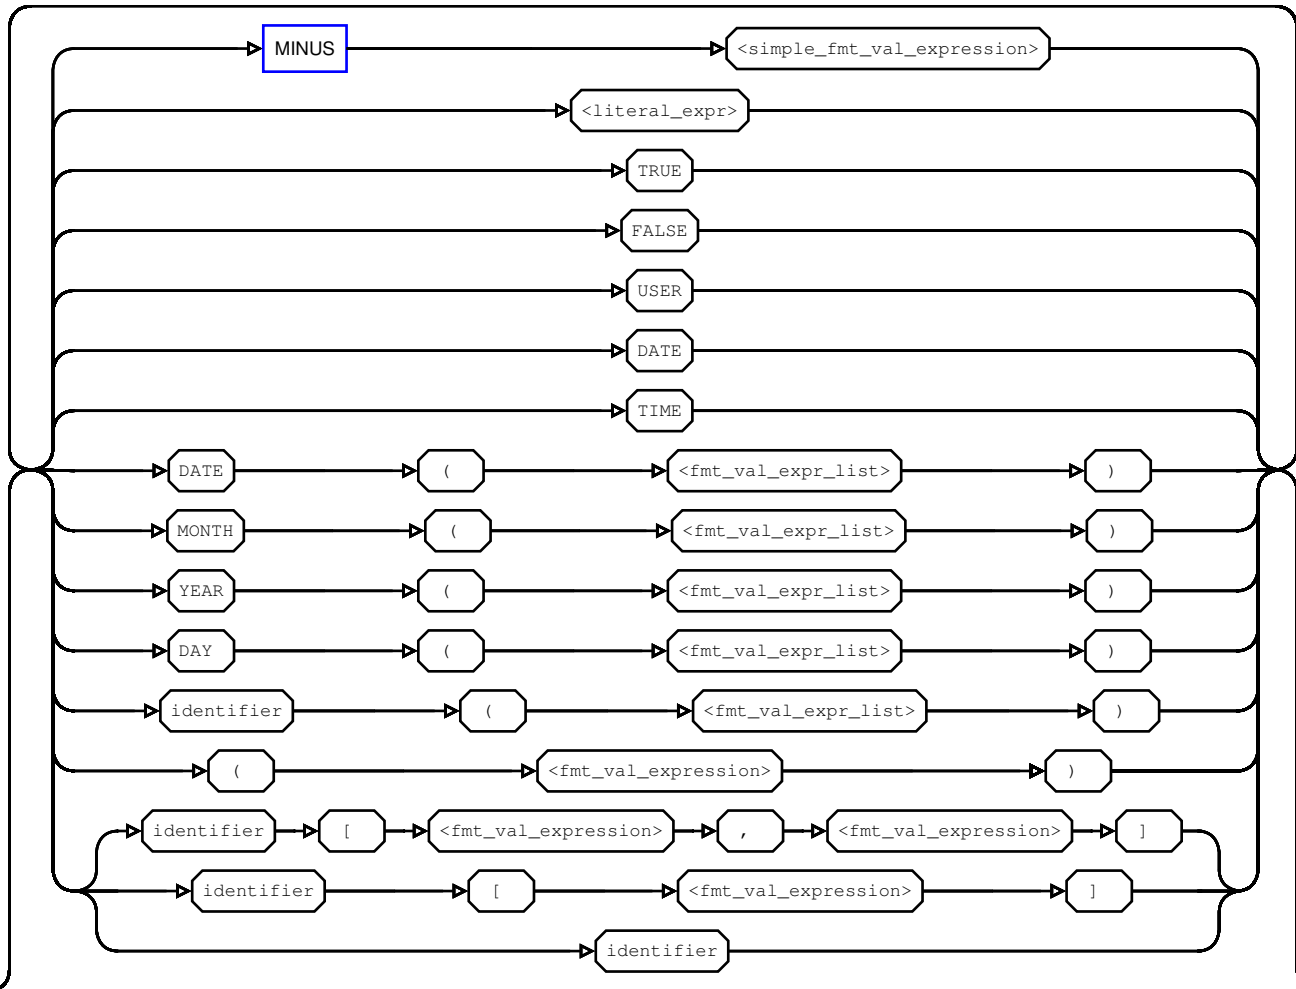 MINUS <simple_fmt_val_expression>
<literal_expr>
TRUE
FALSE
USER
DATE
TIME
DATE ( <fmt_val_expr_list> )
MONTH ( <fmt_val_expr_list> )
YEAR ( <fmt_val_expr_list> )
DAY ( <fmt_val_expr_list> )
identifier ( <fmt_val_expr_list> )
( <fmt_val_expression> )
identifier [ <fmt_val_expression> , <fmt_val_expression> ]
identifier [ <fmt_val_expression> ]
identifier